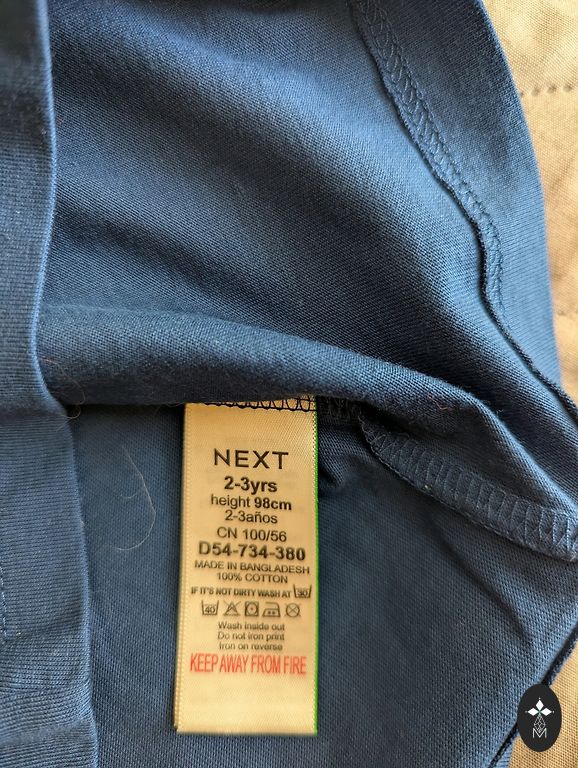 NEXT
2-3yrs
height 98cm
2-3años
CN 100/56
D54-734-380
MADE IN BANGLADESH
100% COTTON
IF IT'S NOT DIRTY WASH AT 30
40
Wash inside out
Do not iron print
Iron on reverse
KEEP AWAY FROM FIRE
M